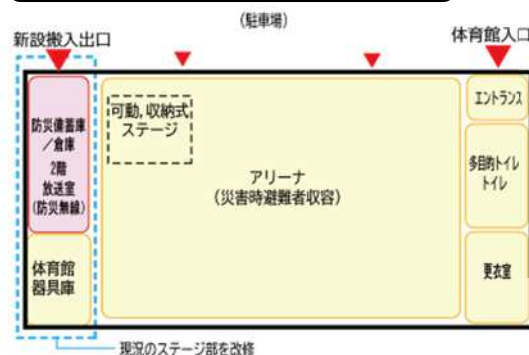 (駐車場)
新設搬入出口
体育館入口
防災備蓄庫
／倉庫
2階
放送室
(防災無線)
可動,収納式
ステージ
アリーナ
(災害時避難者収容)
エントランス
多目的トイレ
トイレ
更衣室
体育館
器具庫
現況のステージ部を改修